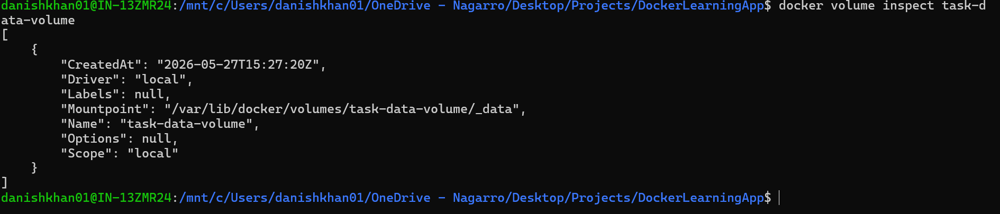 danishkhan01@IN-13ZMR24:/mnt/c/Users/danishkhan01/OneDrive - Nagarro/Desktop/Projects/DockerLearningApp$ docker volume inspect task-d
ata-volume
[
    {
        "CreatedAt": "2026-05-27T15:27:20Z",
        "Driver": "local",
        "Labels": null,
        "Mountpoint": "/var/lib/docker/volumes/task-data-volume/_data",
        "Name": "task-data-volume",
        "Options": null,
        "Scope": "local"
    }
]
danishkhan01@IN-13ZMR24:/mnt/c/Users/danishkhan01/OneDrive - Nagarro/Desktop/Projects/DockerLearningApp$